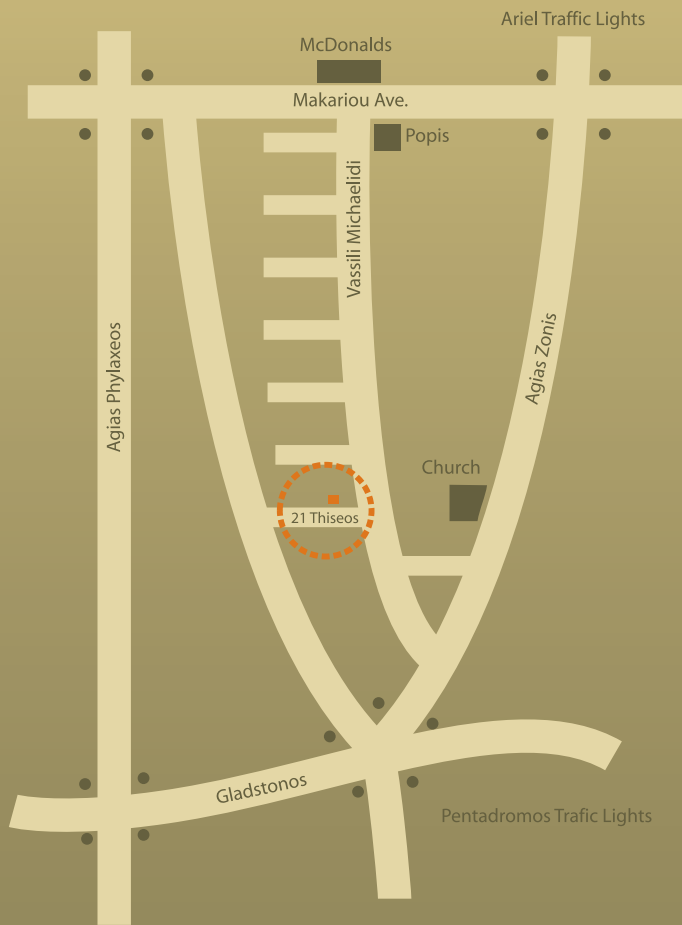 Ariel Traffic Lights
McDonalds
Makariou Ave.
Popis
Vassili Michaelidi
Agias Phylaxeos
Agias Zonis
Church
21 Thiseos
Gladstonos
Pentadromos Trafic Lights